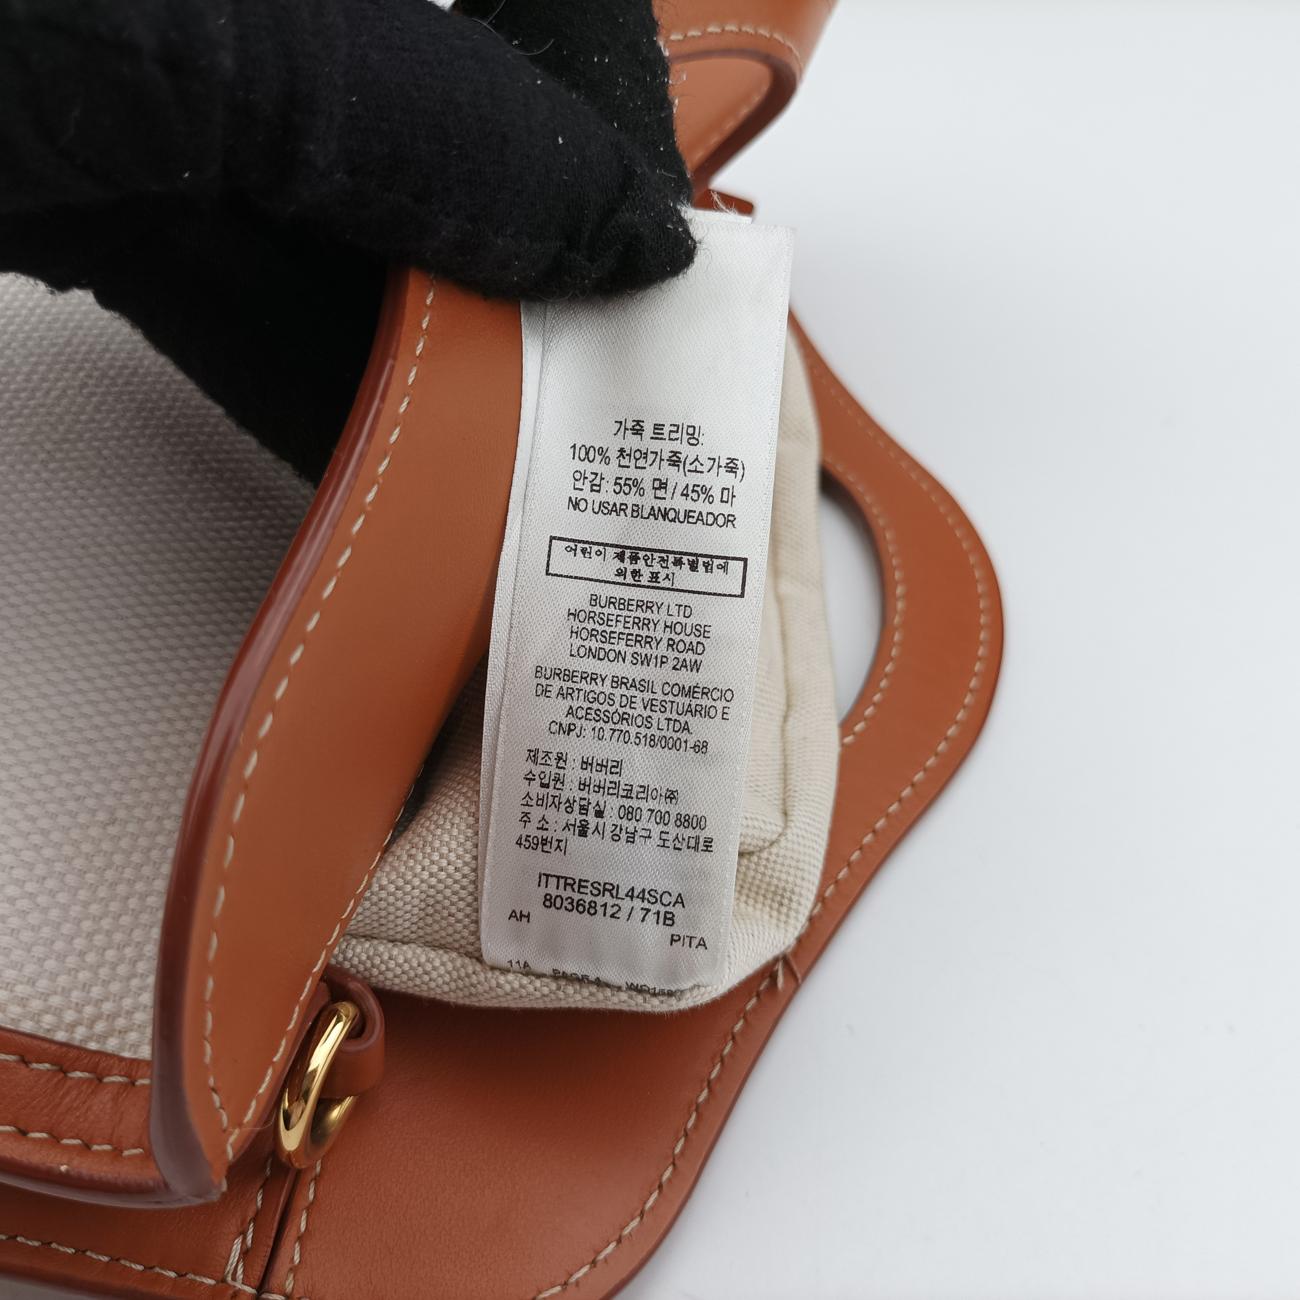 가죽 트리밍:
100% 천연가죽(소가죽)
안감: 55% 면 / 45% 마
NO USAR BLANQUEADOR
어린이 제품안전특별법에
의한 표시
BURBERRY LTD
HORSEFERRY HOUSE
HORSEFERRY ROAD
LONDON SW1P 2AW
BURBERRY BRASIL COMÉRCIO
DE ARTIGOS DE VESTUÁRIO E
ACESSÓRIOS LTDA.
CNPJ: 10.770.518/0001-68
제조원 : 버버리
수입원 : 버버리코리아㈜
소비자상담실 : 080 700 8800
주 소 : 서울시 강남구 도산대로
459번지
ITTRESRL44SCA
8036812 / 71B
AH
PITA
11A